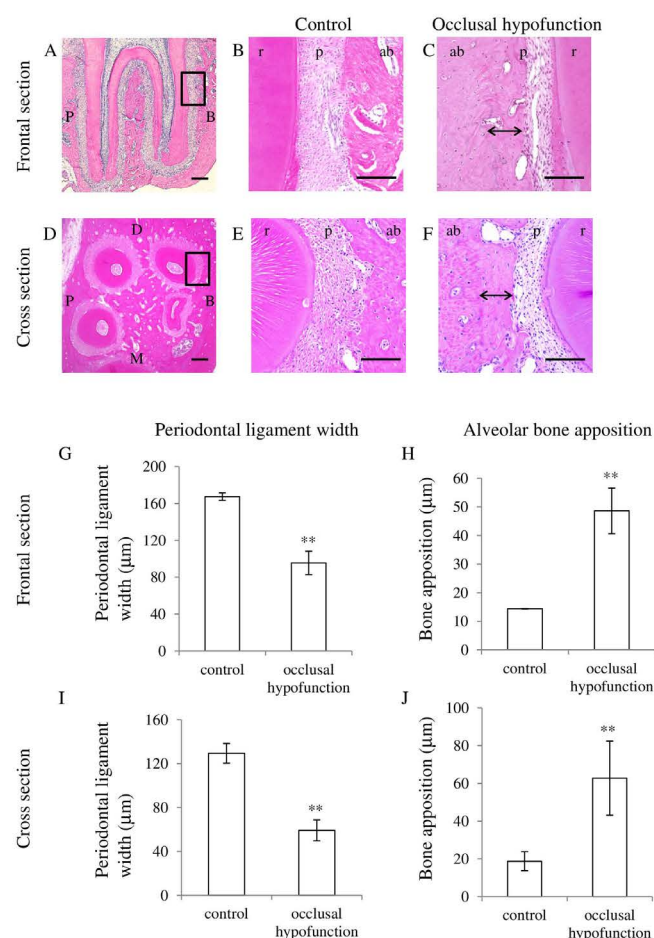 Control
Occlusal hypofunction
Frontal section
A
P
B
B
r
p
ab
C
ab
p
r
Cross section
D
D
P
B
M
E
r
p
ab
F
ab
p
r
Periodontal ligament width
Alveolar bone apposition
Frontal section
G
Periodontal ligament
width (μm)
200
160
120
80
40
0
**
control
occlusal
hypofunction
H
Bone apposition (μm)
60
50
40
30
20
10
0
**
control
occlusal
hypofunction
Cross section
I
Periodontal ligament
width (μm)
160
120
80
40
0
**
control
occlusal
hypofunction
J
Bone apposition (μm)
100
80
60
40
20
0
**
control
occlusal
hypofunction